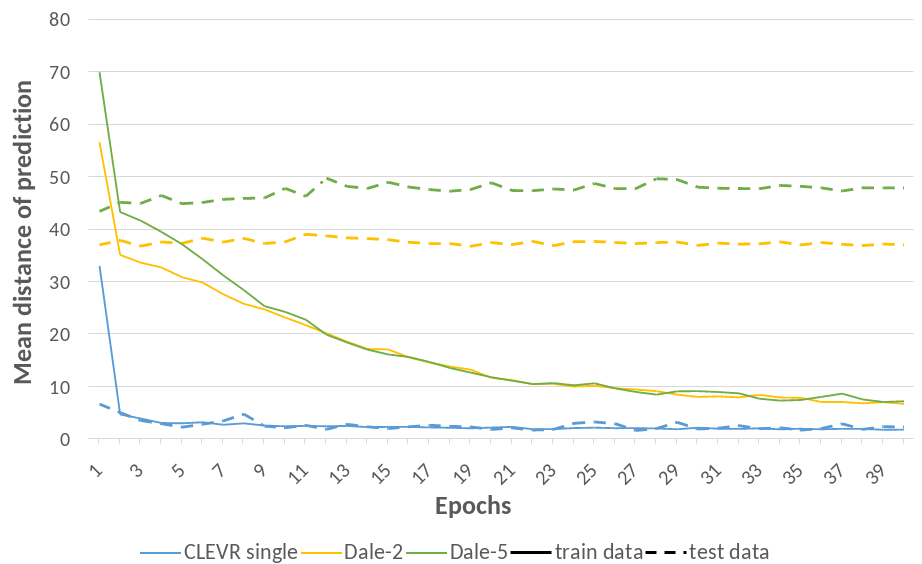 80
70
60
50
40
30
20
10
0
Mean distance of prediction
1 3 5 7 9 11 13 15 17 19 21 23 25 27 29 31 33 35 37 39
Epochs
CLEVR single Dale-2 Dale-5 train data test data